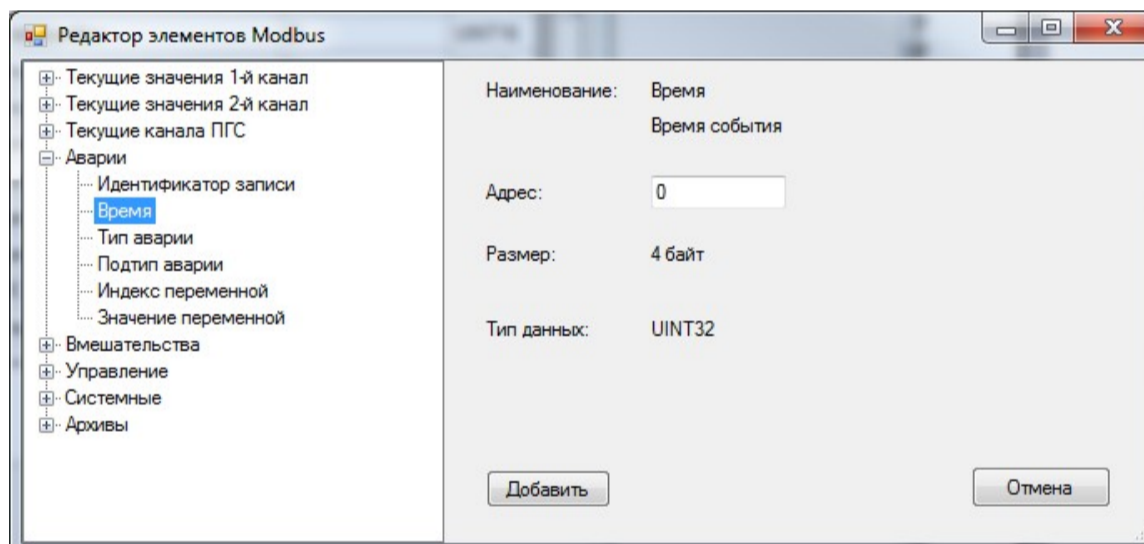 Редактор элементов Modbus
Текущие значения 1-й канал
Текущие значения 2-й канал
Текущие канала ПГС
Аварии
Идентификатор записи
Время
Тип аварии
Подтип аварии
Индекс переменной
Значение переменной
Вмешательства
Управление
Системные
Архивы
Наименование: Время
Время события
Адрес: 0
Размер: 4 байт
Тип данных: UINT32
Добавить Отмена